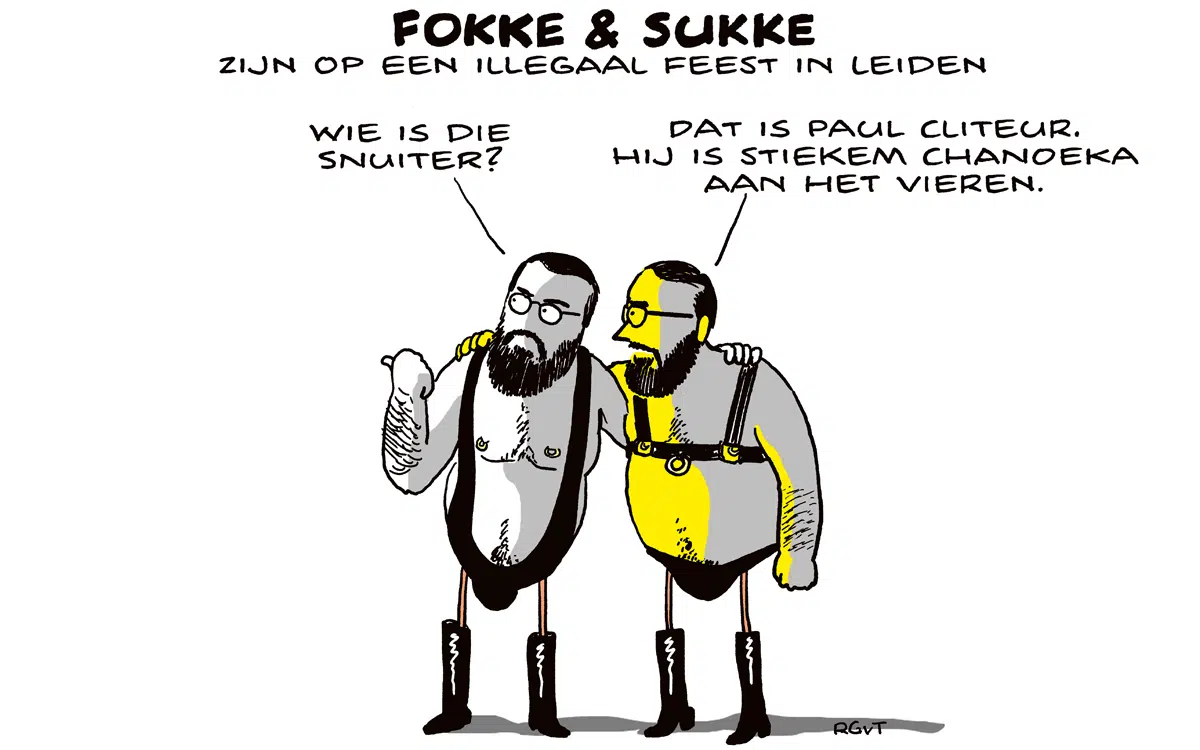 FOKKE & SUKKE
ZIJN OP EEN ILLEGAAL FEEST IN LEIDEN
WIE IS DIE
SNUITER?
DAT IS PAUL CLITEUR.
HIJ IS STIEKEM CHANOEKA
AAN HET VIEREN.
RGvT